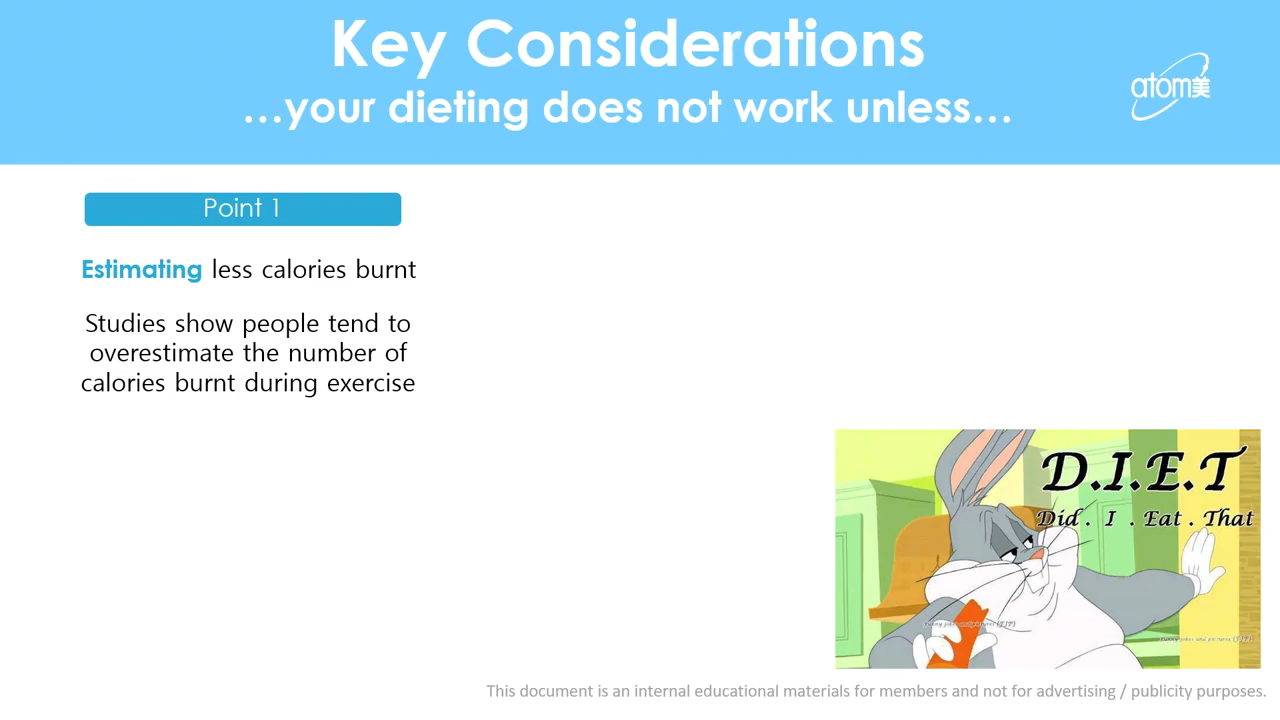 Key Considerations
...your dieting does not work unless...
atom美
Point 1
Estimating less calories burnt
Studies show people tend to
overestimate the number of
calories burnt during exercise
D.I.E.T
Did . I . Eat . That
This document is an internal educational materials for members and not for advertising / publicity purposes.